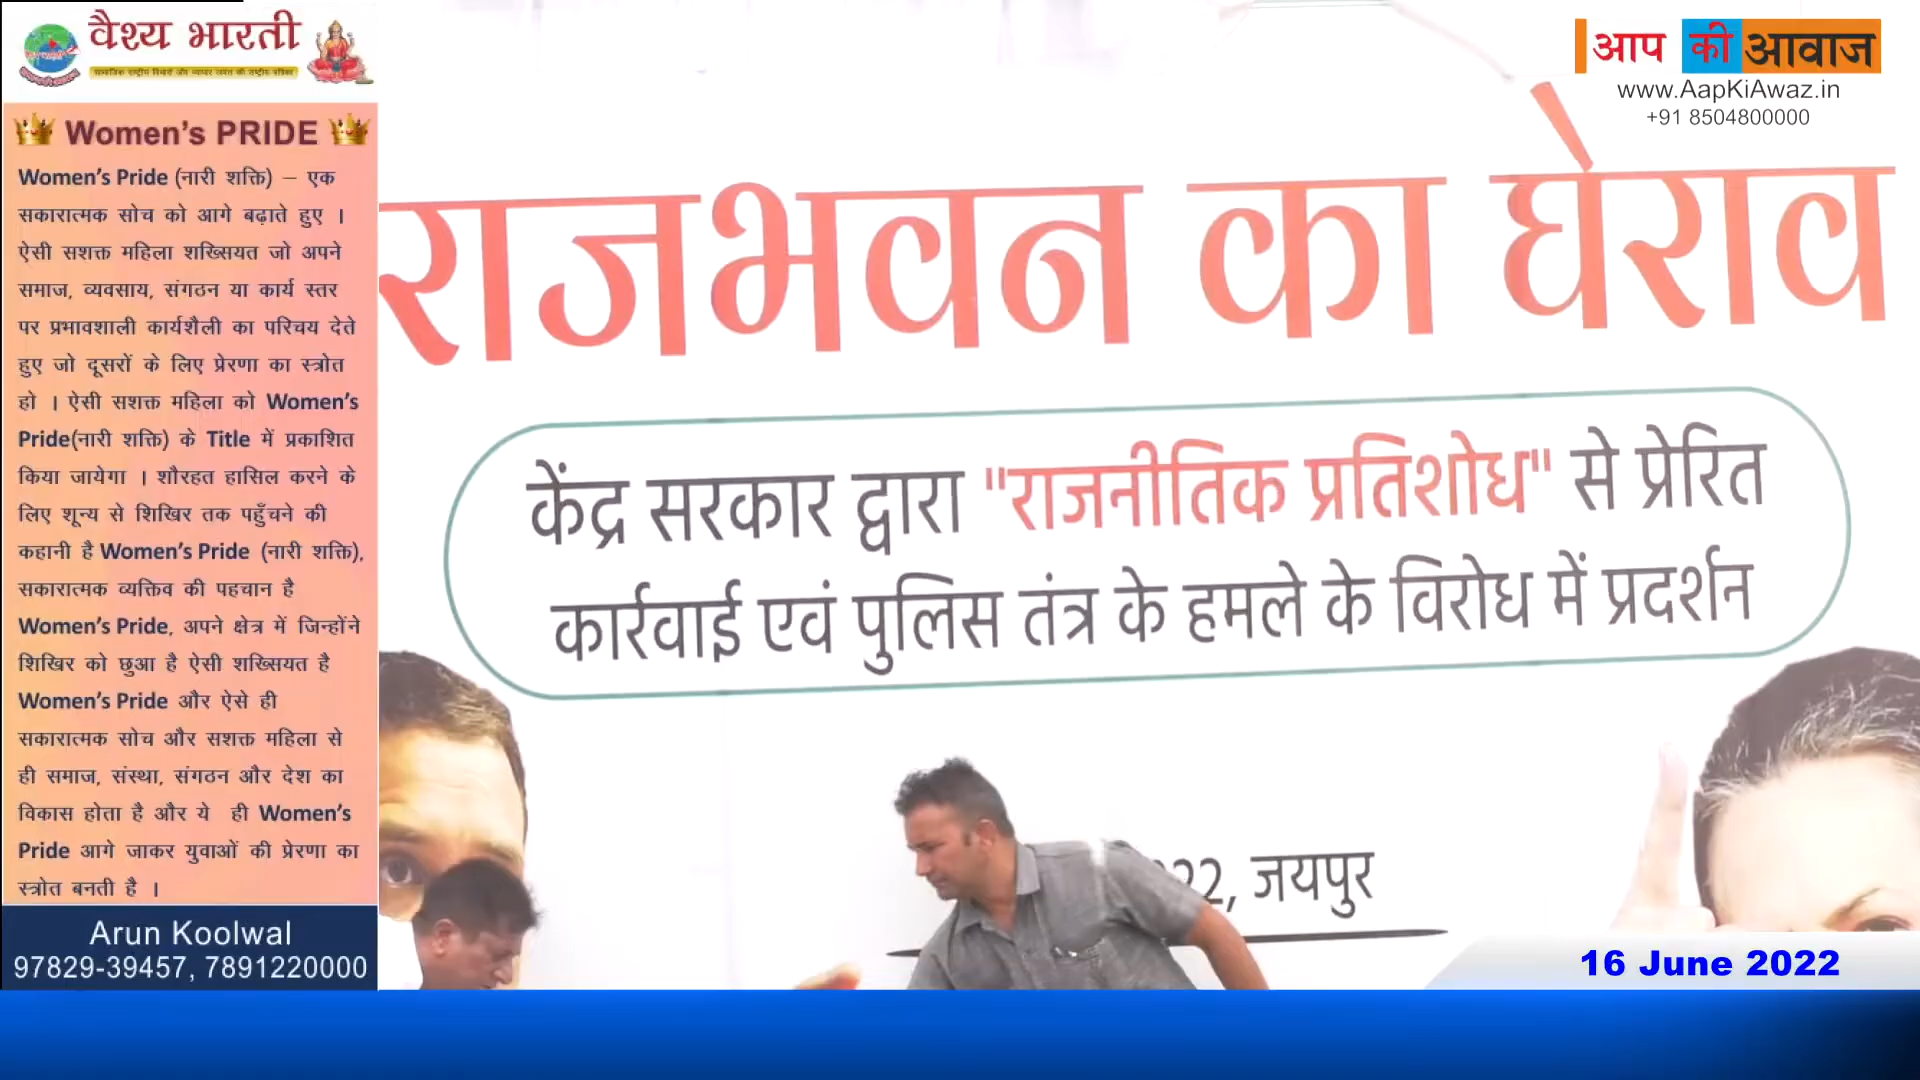 वैश्य भारती
Women's PRIDE
Women's Pride (नारी शक्ति) – एक
सकारात्मक सोच को आगे बढ़ाते हुए ।
ऐसी सशक्त महिला शख्सियत जो अपने
समाज, व्यवसाय, संगठन या कार्य स्तर
पर प्रभावशाली कार्यशैली का परिचय देते
हुए जो दूसरों के लिए प्रेरणा का स्त्रोत
हो । ऐसी सशक्त महिला को Women's
Pride(नारी शक्ति) के Title में प्रकाशित
किया जायेगा । शौरहत हासिल करने के
लिए शून्य से शिखिर तक पहुँचने की
कहानी है Women's Pride (नारी शक्ति),
सकारात्मक व्यक्तिव की पहचान है
Women's Pride, अपने क्षेत्र में जिन्होंने
शिखिर को छुआ है ऐसी शख्सियत है
Women's Pride और ऐसे ही
सकारात्मक सोच और सशक्त महिला से
ही समाज, संस्था, संगठन और देश का
विकास होता है और ये ही Women's
Pride आगे जाकर युवाओं की प्रेरणा का
स्त्रोत बनती है ।
Arun Koolwal
97829-39457, 7891220000
आप की आवाज
www.AapKiAwaz.in
+91 8504800000
राजभवन का घेराव
केंद्र सरकार द्वारा "राजनीतिक प्रतिशोध" से प्रेरित
कार्रवाई एवं पुलिस तंत्र के हमले के विरोध में प्रदर्शन
22, जयपुर
16 June 2022